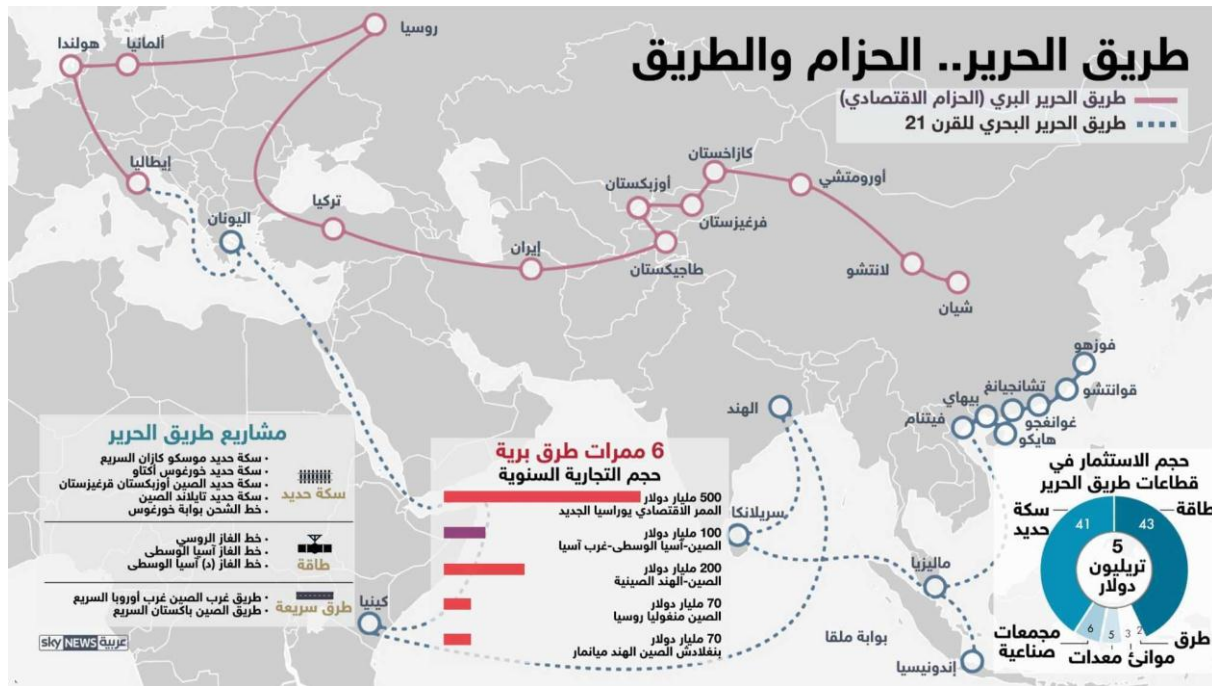 طريق الحرير.. الحزام والطريق
طريق الحرير البري (الحزام الاقتصادي)
طريق الحرير البحري للقرن 21
روسيا
ألمانيا
هولندا
إيطاليا
اليونان
تركيا
إيران
أوزبكستان
طاجيكستان
قرغيزستان
كازاخستان
أورومتشي
لانتشو
شيان
فوزهو
قوانتشو
تشانجيانغ
غوانغجو
هايكو
بيهاي
فيتنام
الهند
سريلانكا
ماليزيا
بوابة ملقا
إندونيسيا
كينيا
حجم الاستثمار في
قطاعات طريق الحرير
طاقة
43
سكة
حديد
41
5
تريليون
دولار
طرق
2
موانئ
3
معدات
5
مجمعات
صناعية
6
6 ممرات طرق برية
حجم التجارية السنوية
500 مليار دولار
الممر الاقتصادي يوراسيا الجديد
100 مليار دولار
الصين-آسيا الوسطى-غرب آسيا
200 مليار دولار
الصين-الهند الصينية
70 مليار دولار
الصين منغوليا روسيا
70 مليار دولار
بنغلادش الصين الهند ميانمار
مشاريع طريق الحرير
سكة حديد
• سكة حديد موسكو كازان السريع
• سكة حديد خورغوس أكتاو
• سكة حديد الصين أوزبكستان قرغيزستان
• سكة حديد تايلاند الصين
• خط الشحن بوابة خورغوس
طاقة
• خط الغاز الروسي
• خط الغاز آسيا الوسطى
• خط الغاز (د) آسيا الوسطى
طرق سريعة
• طريق غرب الصين غرب أوروبا السريع
• طريق الصين باكستان السريع
sky NEWS عربية